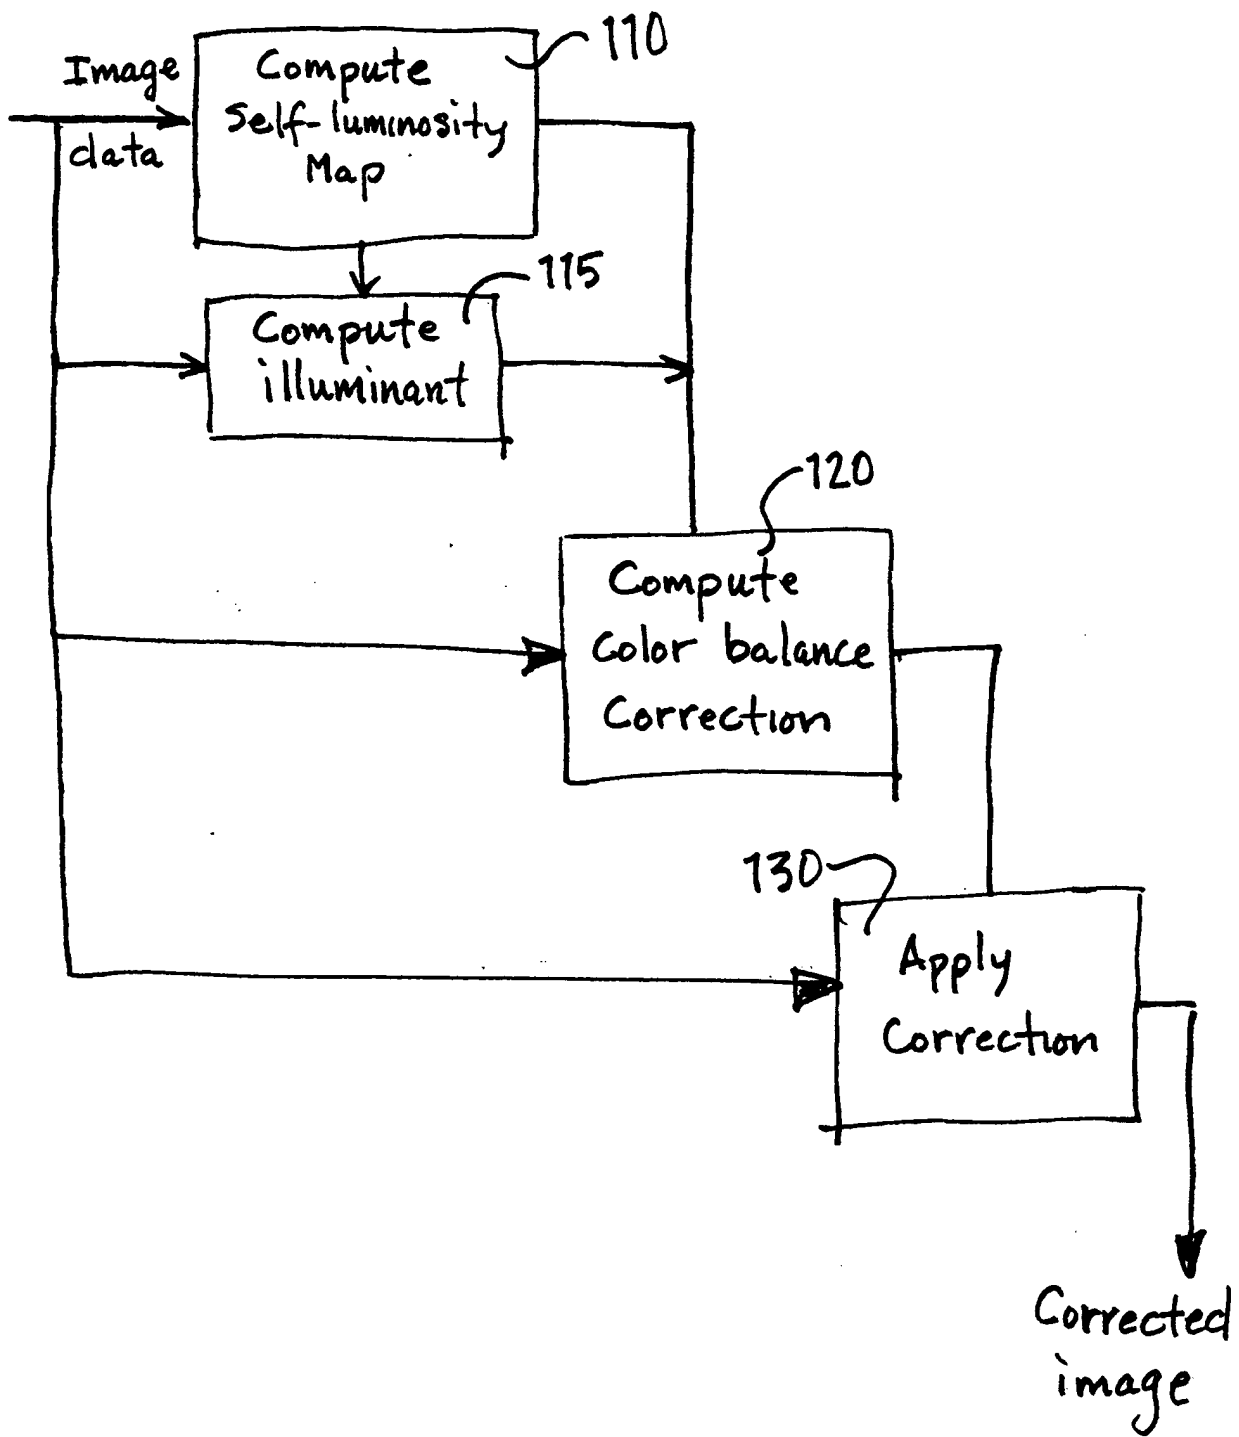 110
Image
data
Compute
Self-luminosity
Map
115
Compute
illuminant
120
Compute
Color balance
Correction
130
Apply
Correction
Corrected
image